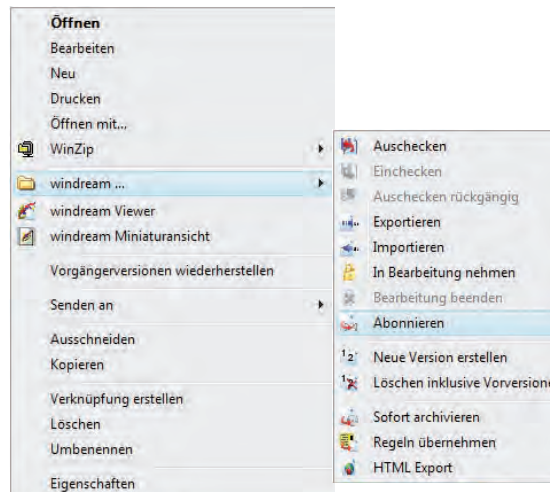 Öffnen
Bearbeiten
Neu
Drucken
Öffnen mit...
WinZip
windream ...
windream Viewer
windream Miniaturansicht
Vorgängerversionen wiederherstellen
Senden an
Ausschneiden
Kopieren
Verknüpfung erstellen
Löschen
Umbenennen
Eigenschaften
Auschecken
Einchecken
Auschecken rückgängig
Exportieren
Importieren
In Bearbeitung nehmen
Bearbeitung beenden
Abonnieren
Neue Version erstellen
Löschen inklusive Vorversione
Sofort archivieren
Regeln übernehmen
HTML Export